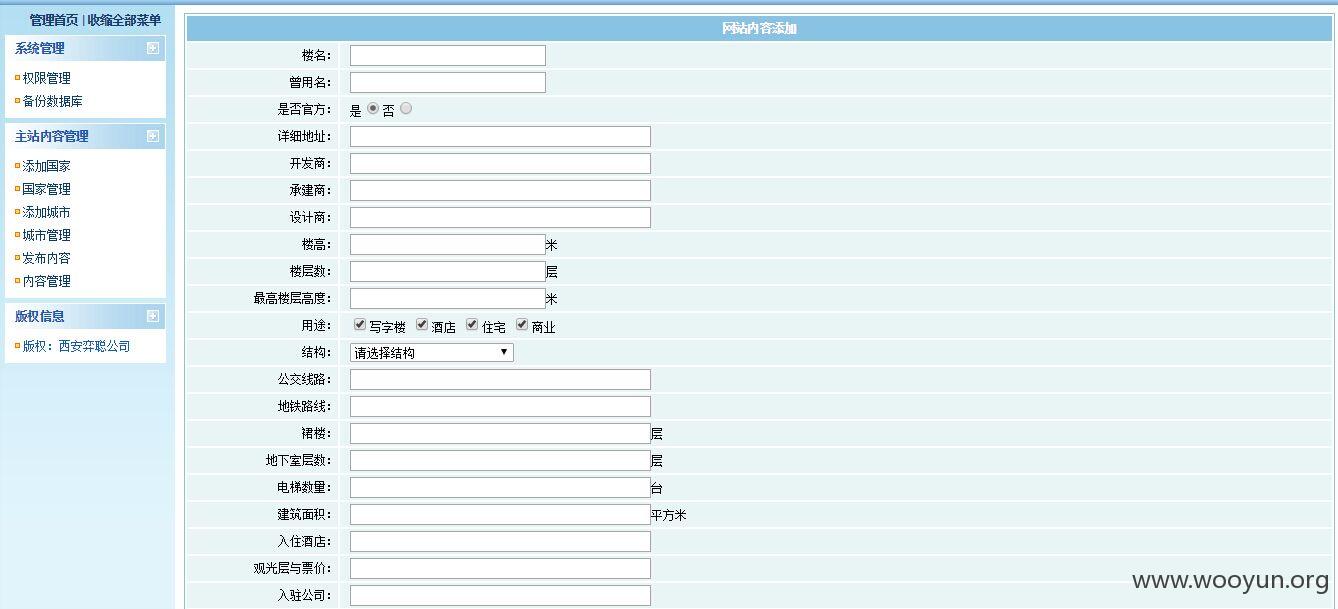 管理首页 | 收缩全部菜单
系统管理
权限管理
备份数据库
主站内容管理
添加国家
国家管理
添加城市
城市管理
发布内容
内容管理
版权信息
版权：西安弈聪公司
网站内容添加
楼名：
曾用名：
是否官方： 是 否
详细地址：
开发商：
承建商：
设计商：
楼高： 米
楼层数： 层
最高楼层高度： 米
用途： 写字楼 酒店 住宅 商业
结构： 请选择结构
公交线路：
地铁路线：
裙楼： 层
地下室层数： 层
电梯数量： 台
建筑面积： 平方米
入住酒店：
观光层与票价：
入驻公司：
www.wooyun.org